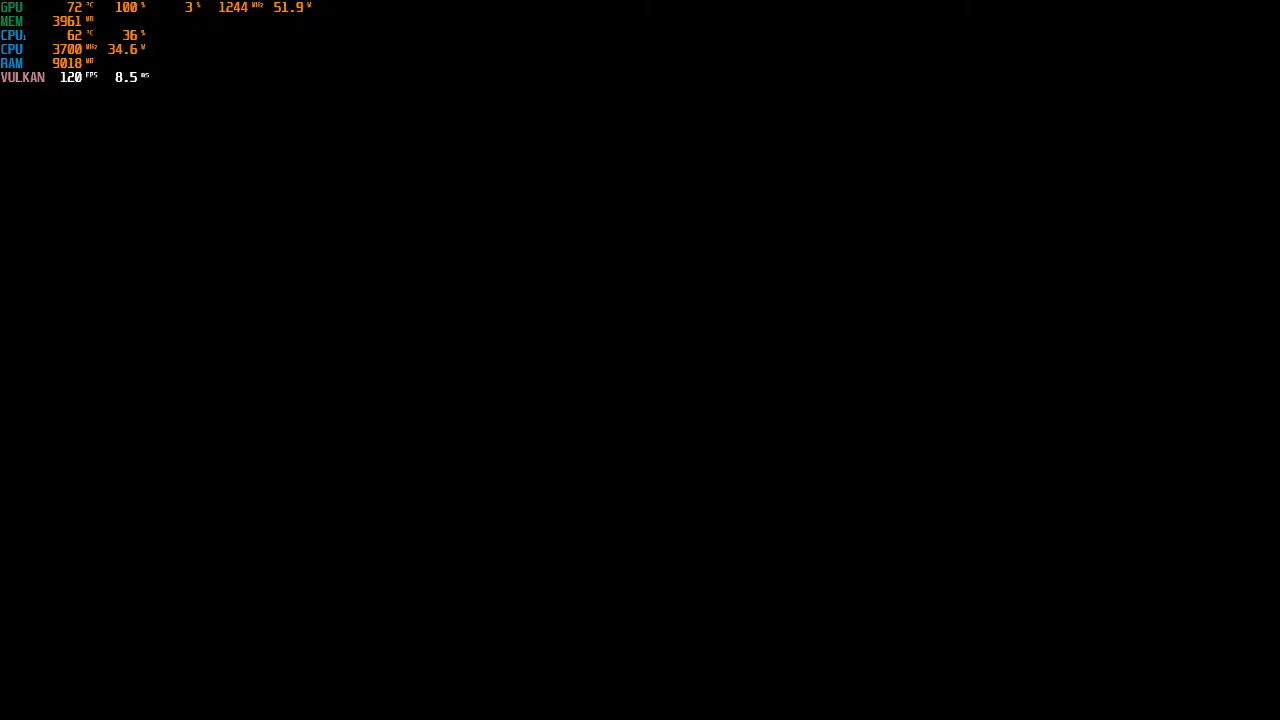 GPU 72 °C 100 % 3 % 1244 MHz 51.9 W
MEM 3961 MB
CPU 62 °C 36 %
CPU 3700 MHz 34.6 W
RAM 9018 MB
VULKAN 120 FPS 8.5 ms